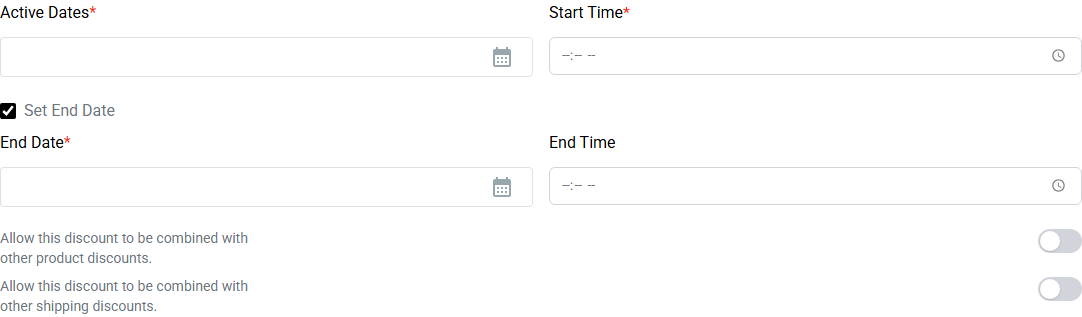 Active Dates*
Start Time*
--:-- --
Set End Date
End Date*
End Time
--:-- --
Allow this discount to be combined with
other product discounts.
Allow this discount to be combined with
other shipping discounts.